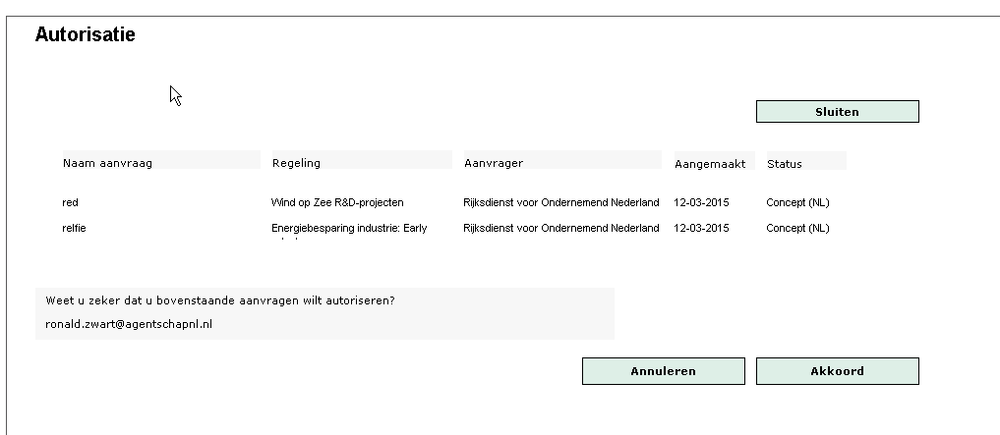 Autorisatie
Sluiten
Naam aanvraag Regeling Aanvrager Aangemaakt Status
red Wind op Zee R&D-projecten Rijksdienst voor Ondernemend Nederland 12-03-2015 Concept (NL)
relfie Energiebesparing industrie: Early Rijksdienst voor Ondernemend Nederland 12-03-2015 Concept (NL)
Weet u zeker dat u bovenstaande aanvragen wilt autoriseren?
ronald.zwart@agentschapnl.nl
Annuleren Akkoord